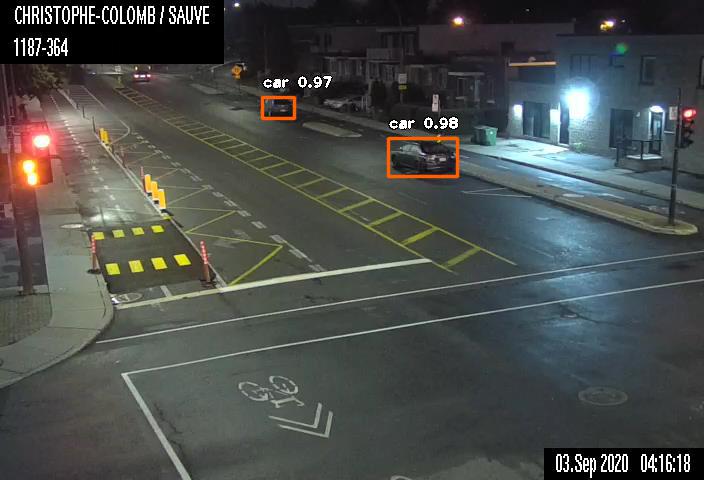 CHRISTOPHE-COLOMB / SAUVE
1187-364
car 0.97
car 0.98
03.Sep 2020 04:16:18